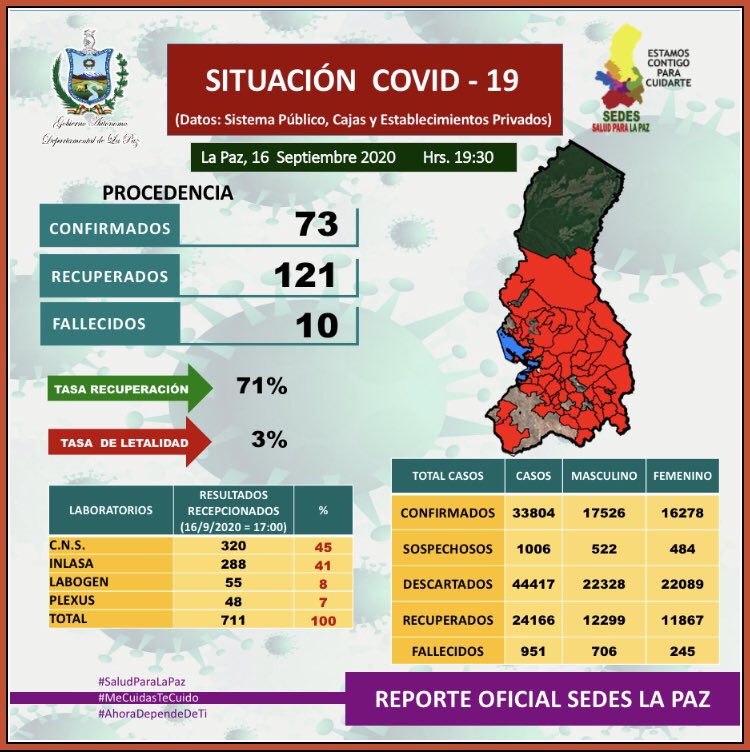 Gobierno Autónomo
Departamental de La Paz
SITUACIÓN COVID - 19
(Datos: Sistema Público, Cajas y Establecimientos Privados)
ESTAMOS
CONTIGO
PARA
CUIDARTE
SEDES
SALUD PARA LA PAZ
La Paz, 16 Septiembre 2020 Hrs. 19:30
PROCEDENCIA
CONFIRMADOS 73
RECUPERADOS 121
FALLECIDOS 10
TASA RECUPERACIÓN 71%
TASA DE LETALIDAD 3%
LABORATORIOS RESULTADOS RECEPCIONADOS (16/9/2020 = 17:00) %
C.N.S. 320 45
INLASA 288 41
LABOGEN 55 8
PLEXUS 48 7
TOTAL 711 100
TOTAL CASOS CASOS MASCULINO FEMENINO
CONFIRMADOS 33804 17526 16278
SOSPECHOSOS 1006 522 484
DESCARTADOS 44417 22328 22089
RECUPERADOS 24166 12299 11867
FALLECIDOS 951 706 245
#SaludParaLaPaz
#MeCuidasTeCuido
#AhoraDependeDeTi
REPORTE OFICIAL SEDES LA PAZ